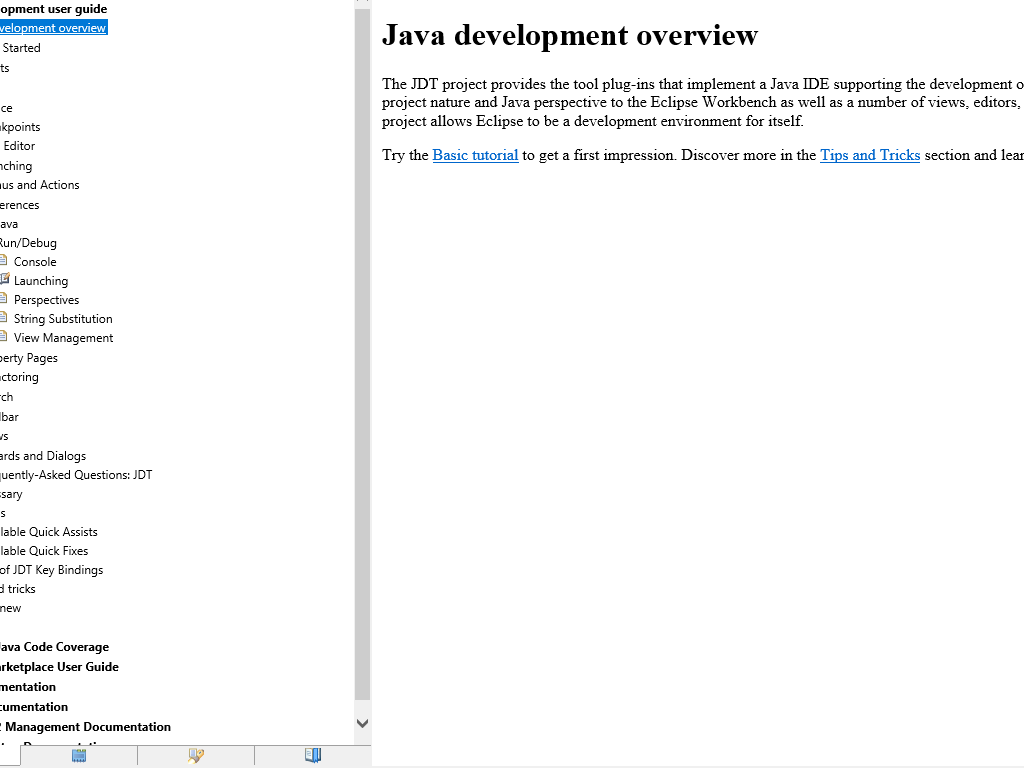 opment user guide
velopment overview
Started
ts
ce
kpoints
Editor
nching
nus and Actions
erences
ava
Run/Debug
Console
Launching
Perspectives
String Substitution
View Management
perty Pages
actoring
rch
lbar
ws
ards and Dialogs
quently-Asked Questions: JDT
ssary
s
lable Quick Assists
lable Quick Fixes
of JDT Key Bindings
d tricks
new
Java Code Coverage
arketplace User Guide
mentation
cumentation
2 Management Documentation
Java development overview
The JDT project provides the tool plug-ins that implement a Java IDE supporting the development o
project nature and Java perspective to the Eclipse Workbench as well as a number of views, editors,
project allows Eclipse to be a development environment for itself.
Try the Basic tutorial to get a first impression. Discover more in the Tips and Tricks section and lear